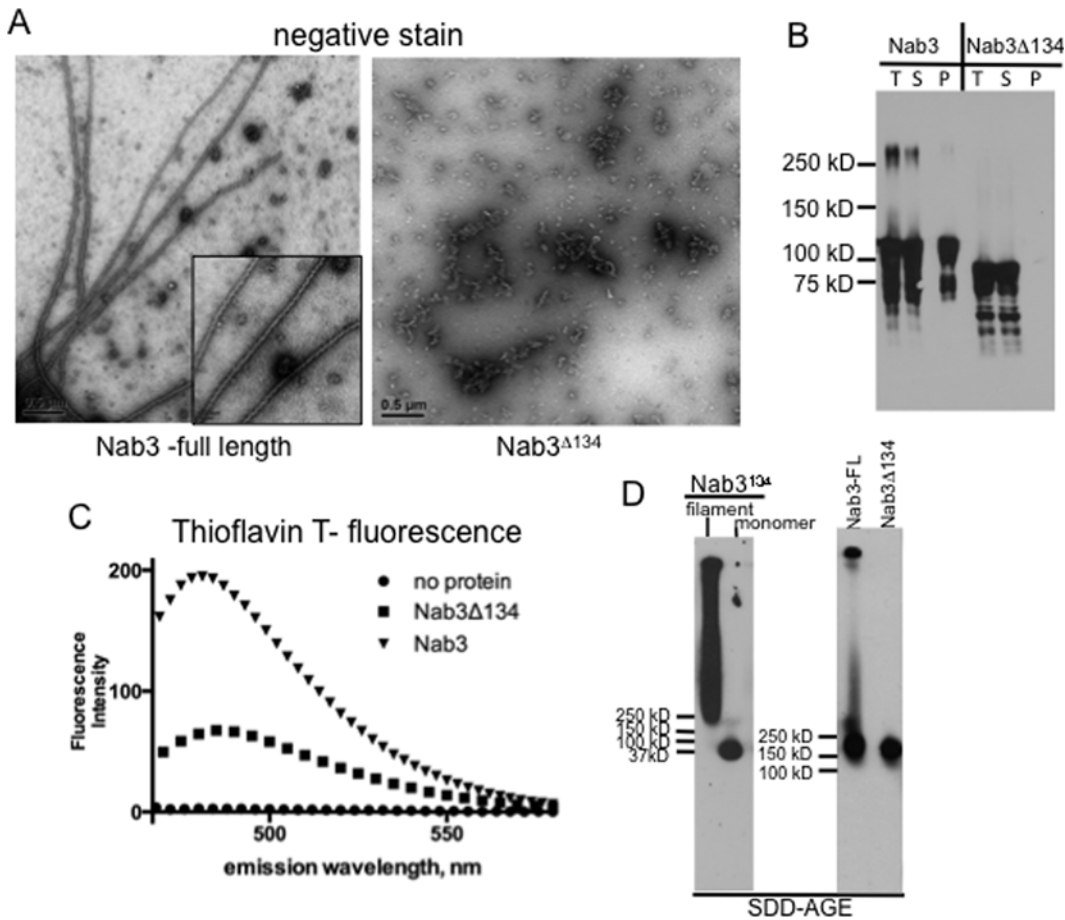 A
negative stain
0.5 µm
Nab3 -full length
Nab3Δ134
B
Nab3 Nab3Δ134
T S P T S P
250 kD
150 kD
100 kD
75 kD
C
Thioflavin T- fluorescence
Fluorescence
Intensity
200
100
0
no protein
Nab3Δ134
Nab3
500 550
emission wavelength, nm
D
Nab3134
filament
monomer
250 kD
150 kD
100 kD
37kD
Nab3-FL
Nab3Δ134
250 kD
150 kD
100 kD
SDD-AGE